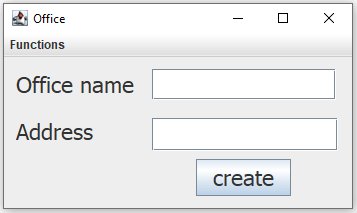 Office
Functions
Office name
Address
create